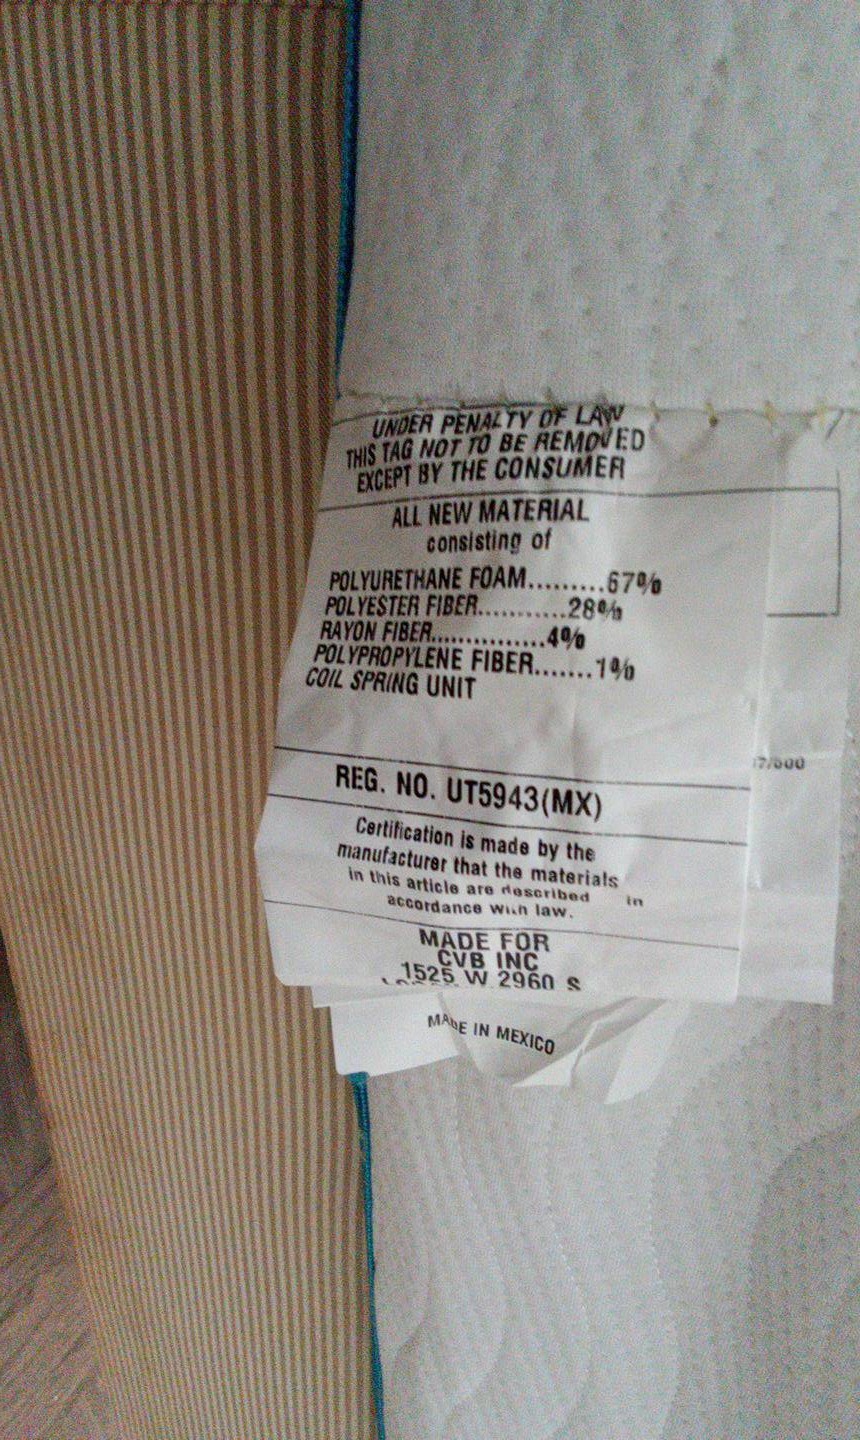 UNDER PENALTY OF LAW
THIS TAG NOT TO BE REMOVED
EXCEPT BY THE CONSUMER
ALL NEW MATERIAL
consisting of
POLYURETHANE FOAM.........67%
POLYESTER FIBER...........28%
RAYON FIBER...............4%
POLYPROPYLENE FIBER.......1%
COIL SPRING UNIT
REG. NO. UT5943(MX)
Certification is made by the
manufacturer that the materials
in this article are described in
accordance with law.
MADE FOR
CVB INC
1525 W 2960 S
MADE IN MEXICO